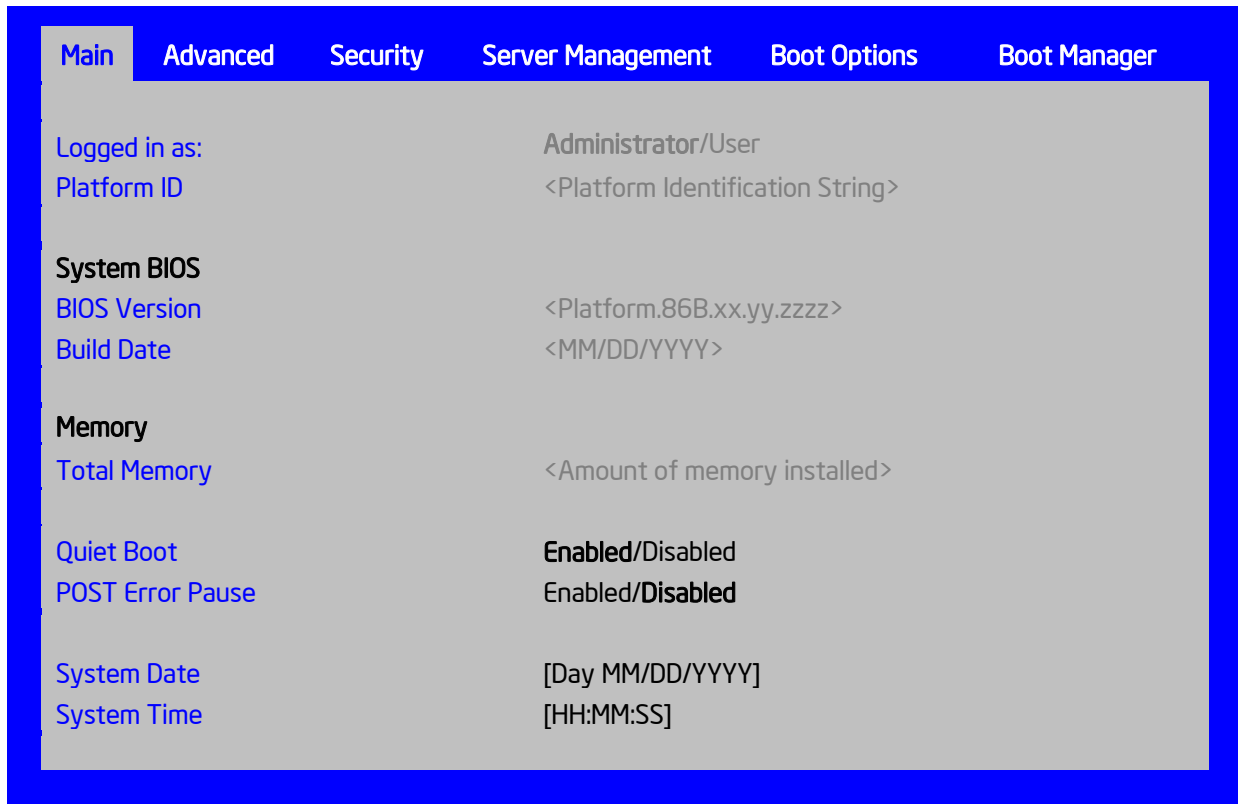 Main Advanced Security Server Management Boot Options Boot Manager
Logged in as: Administrator/User
Platform ID <Platform Identification String>
System BIOS
BIOS Version <Platform.86B.xx.yy.zzzz>
Build Date <MM/DD/YYYY>
Memory
Total Memory <Amount of memory installed>
Quiet Boot Enabled/Disabled
POST Error Pause Enabled/Disabled
System Date [Day MM/DD/YYYY]
System Time [HH:MM:SS]